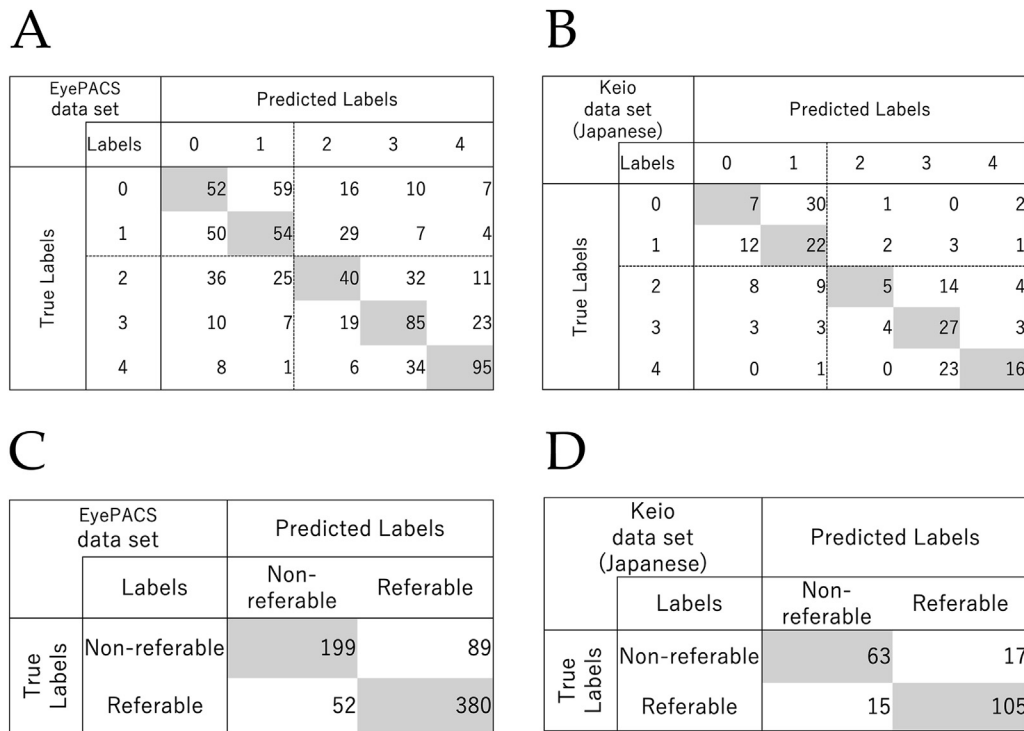 A
EyePACS
data set
Predicted Labels
Labels 0 1 2 3 4
True Labels
0 52 59 16 10 7
1 50 54 29 7 4
2 36 25 40 32 11
3 10 7 19 85 23
4 8 1 6 34 95
B
Keio
data set
(Japanese)
Predicted Labels
Labels 0 1 2 3 4
True Labels
0 7 30 1 0 2
1 12 22 2 3 1
2 8 9 5 14 4
3 3 3 4 27 3
4 0 1 0 23 16
C
EyePACS
data set
Predicted Labels
Labels Non-
referable Referable
True
Labels
Non-referable 199 89
Referable 52 380
D
Keio
data set
(Japanese)
Predicted Labels
Labels Non-
referable Referable
True
Labels
Non-referable 63 17
Referable 15 105